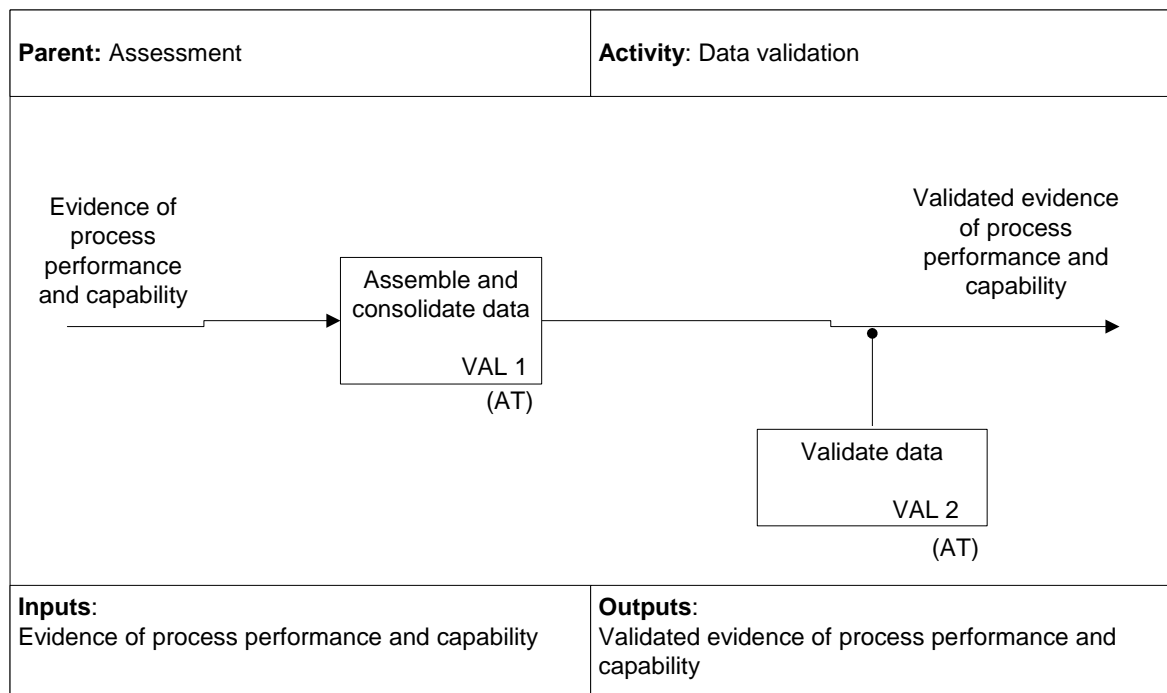 Parent: Assessment
Activity: Data validation
Evidence of
process
performance
and capability
Assemble and
consolidate data
VAL 1
(AT)
Validated evidence
of process
performance and
capability
Validate data
VAL 2
(AT)
Inputs:
Evidence of process performance and capability
Outputs:
Validated evidence of process performance and
capability